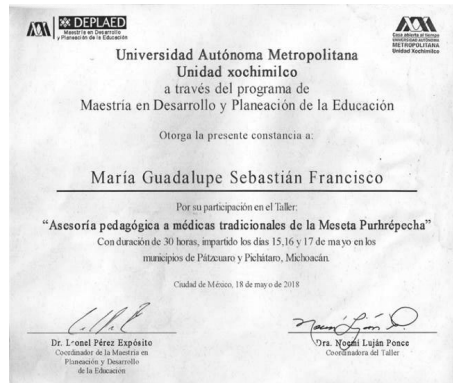 DEPLAED
Maestría en Desarrollo
y Planeación de la Educación
Casa abierta al tiempo
UNIVERSIDAD AUTÓNOMA
METROPOLITANA
Unidad Xochimilco
Universidad Autónoma Metropolitana
Unidad xochimilco
a través del programa de
Maestría en Desarrollo y Planeación de la Educación
Otorga la presente constancia a:
María Guadalupe Sebastián Francisco
Por su participación en el Taller:
“Asesoría pedagógica a médicas tradicionales de la Meseta Purhrépecha”
Con duración de 30 horas, impartido los días 15,16 y 17 de mayo en los
municipios de Pátzcuaro y Pichátaro, Michoacán.
Ciudad de México, 18 de mayo de 2018
Dr. Lionel Pérez Expósito
Coordinador de la Maestría en
Planeación y Desarrollo
de la Educación
Dra. Noemí Luján Ponce
Coordinadora del Taller